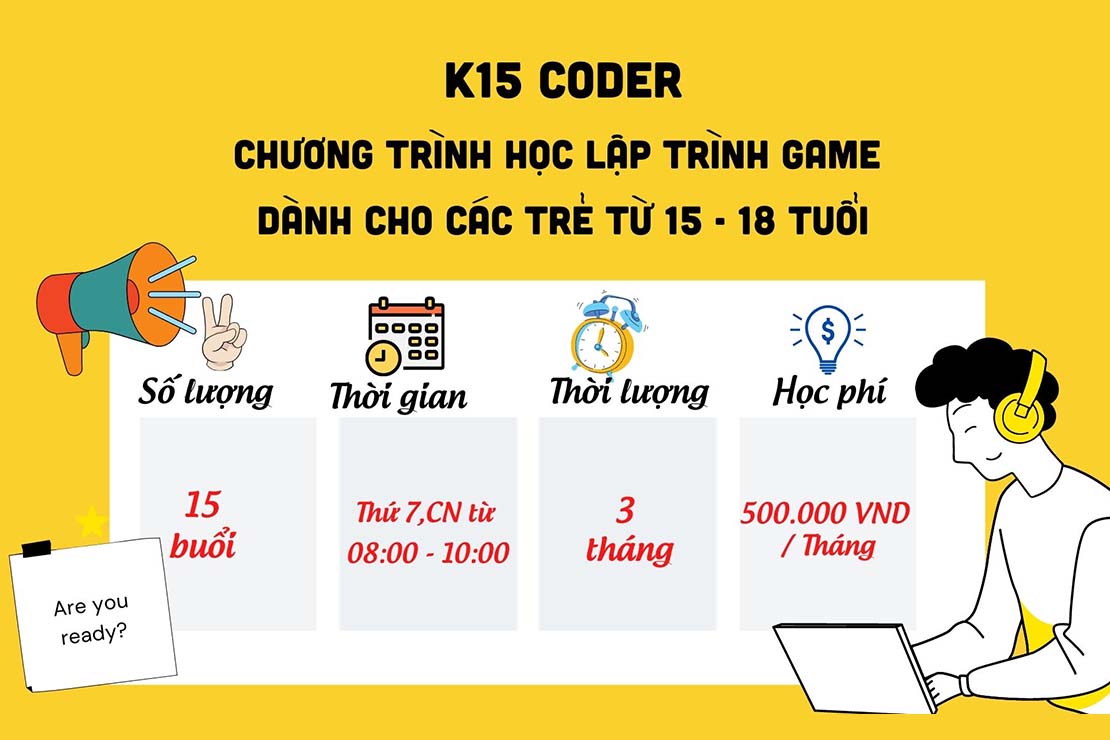 K15 CODER
CHƯƠNG TRÌNH HỌC LẬP TRÌNH GAME
DÀNH CHO CÁC TRẺ TỪ 15 - 18 TUỔI
Số lượng
15
buổi
Thời gian
Thứ 7,CN từ
08:00 - 10:00
Thời lượng
3
tháng
Học phí
$
500.000 VND
/ Tháng
Are you
ready?